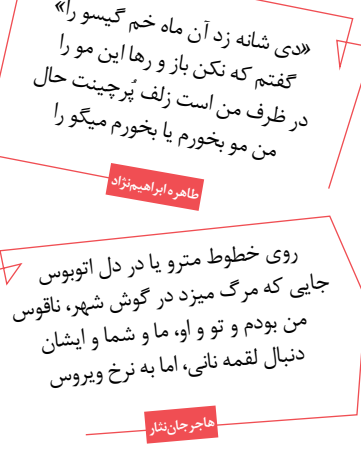 «دی شانه زد آن ماه خم گیسو را»
گفتم که نکن باز و رها این مو را
در ظرف من است زلف پُرچینت حال
من مو بخورم یا بخورم میگو را
طاهره ابراهیم‌نژاد
روی خطوط مترو یا در دل اتوبوس
جایی که مرگ میزد در گوش شهر، ناقوس
من بودم و تو و او، ما و شما و ایشان
دنبال لقمه نانی، اما به نرخ ویروس
هاجر جان‌نثار